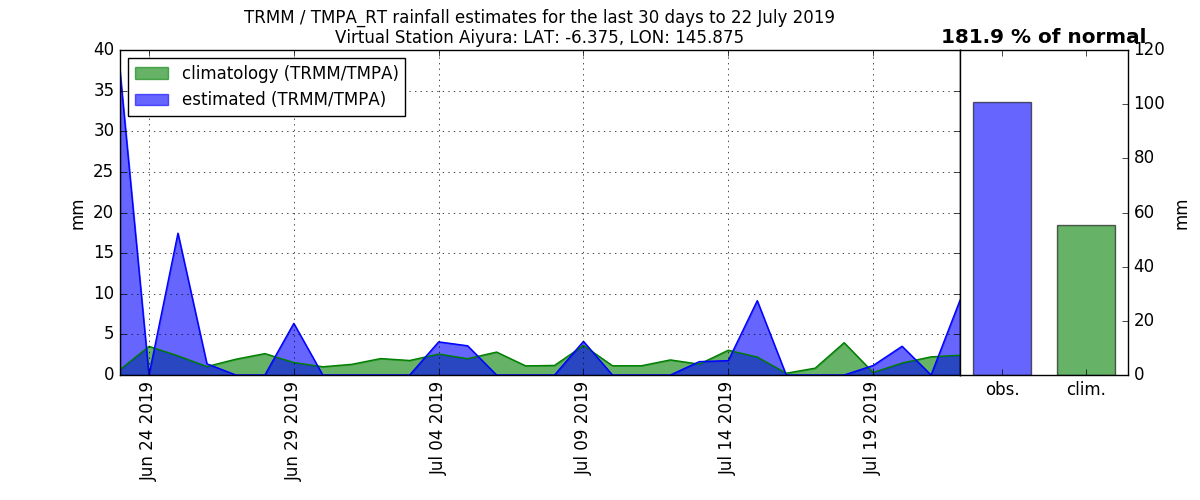 TRMM / TMPA_RT rainfall estimates for the last 30 days to 22 July 2019
Virtual Station Aiyura: LAT: -6.375, LON: 145.875
181.9 % of normal
climatology (TRMM/TMPA)
estimated (TRMM/TMPA)
mm
40
35
30
25
20
15
10
5
0
Jun 24 2019
Jun 29 2019
Jul 04 2019
Jul 09 2019
Jul 14 2019
Jul 19 2019
obs.
clim.
120
100
80
60
40
20
0
mm